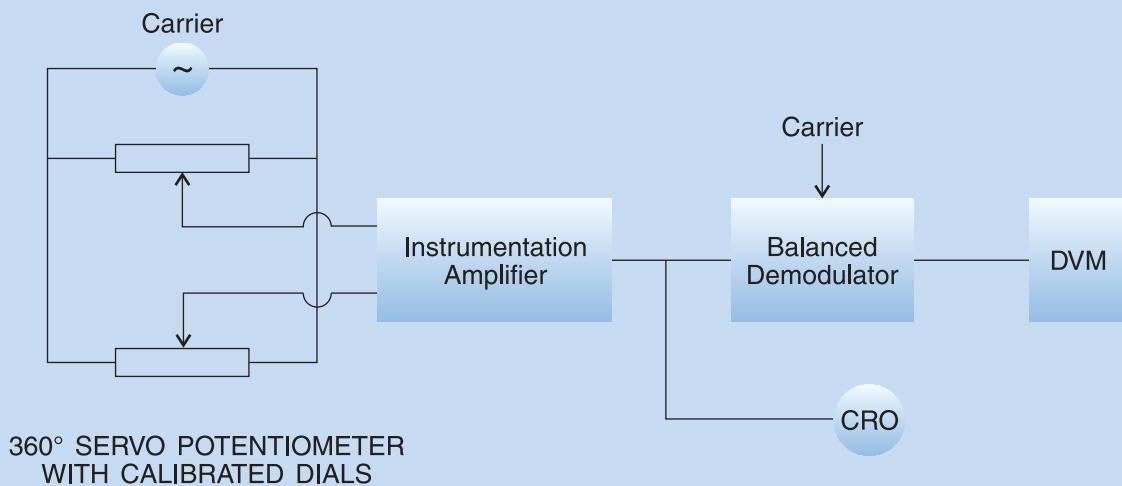 Carrier
~
Carrier
Instrumentation
Amplifier
Balanced
Demodulator
DVM
CRO
360° SERVO POTENTIOMETER
WITH CALIBRATED DIALS